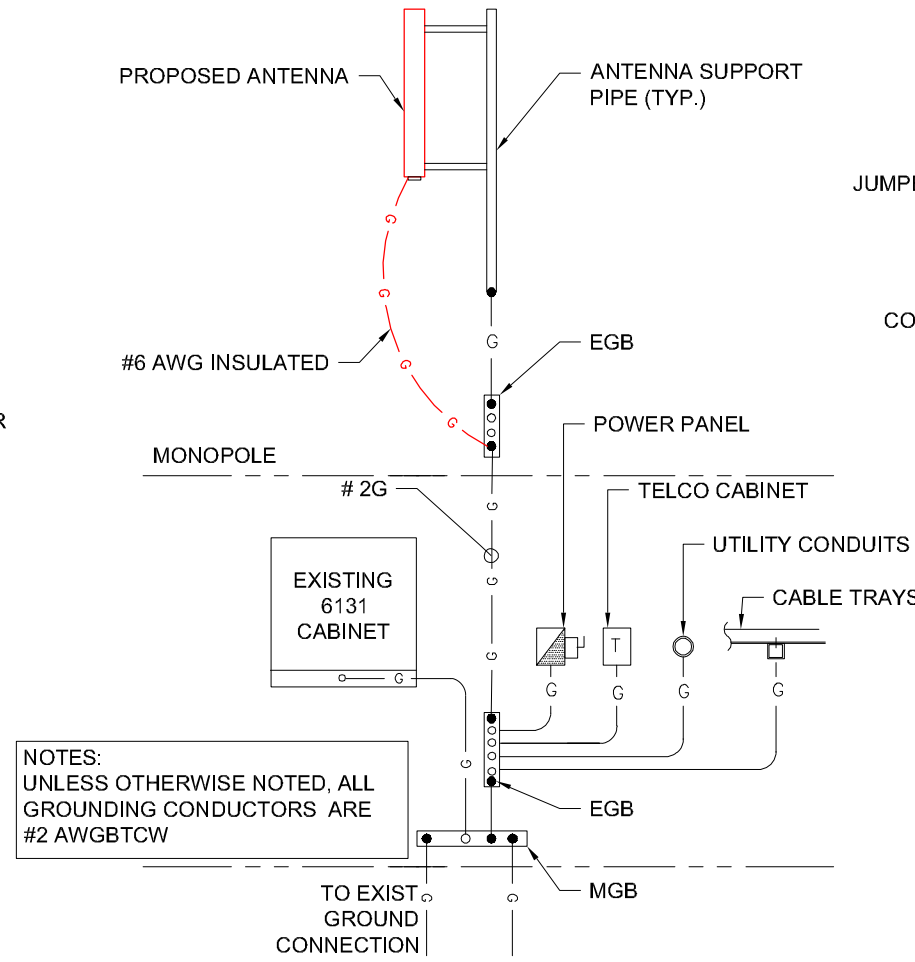 PROPOSED ANTENNA
ANTENNA SUPPORT
PIPE (TYP.)
JUMP
G
G
G
G
G
#6 AWG INSULATED
EGB
CO
R
MONOPOLE
POWER PANEL
# 2G
G
TELCO CABINET
UTILITY CONDUITS
CABLE TRAYS
EXISTING
6131
CABINET
G
T
G
G
G
G
G
G
G
NOTES:
UNLESS OTHERWISE NOTED, ALL
GROUNDING CONDUCTORS ARE
#2 AWGBTCW
EGB
MGB
TO EXIST
GROUND
CONNECTION
G
G